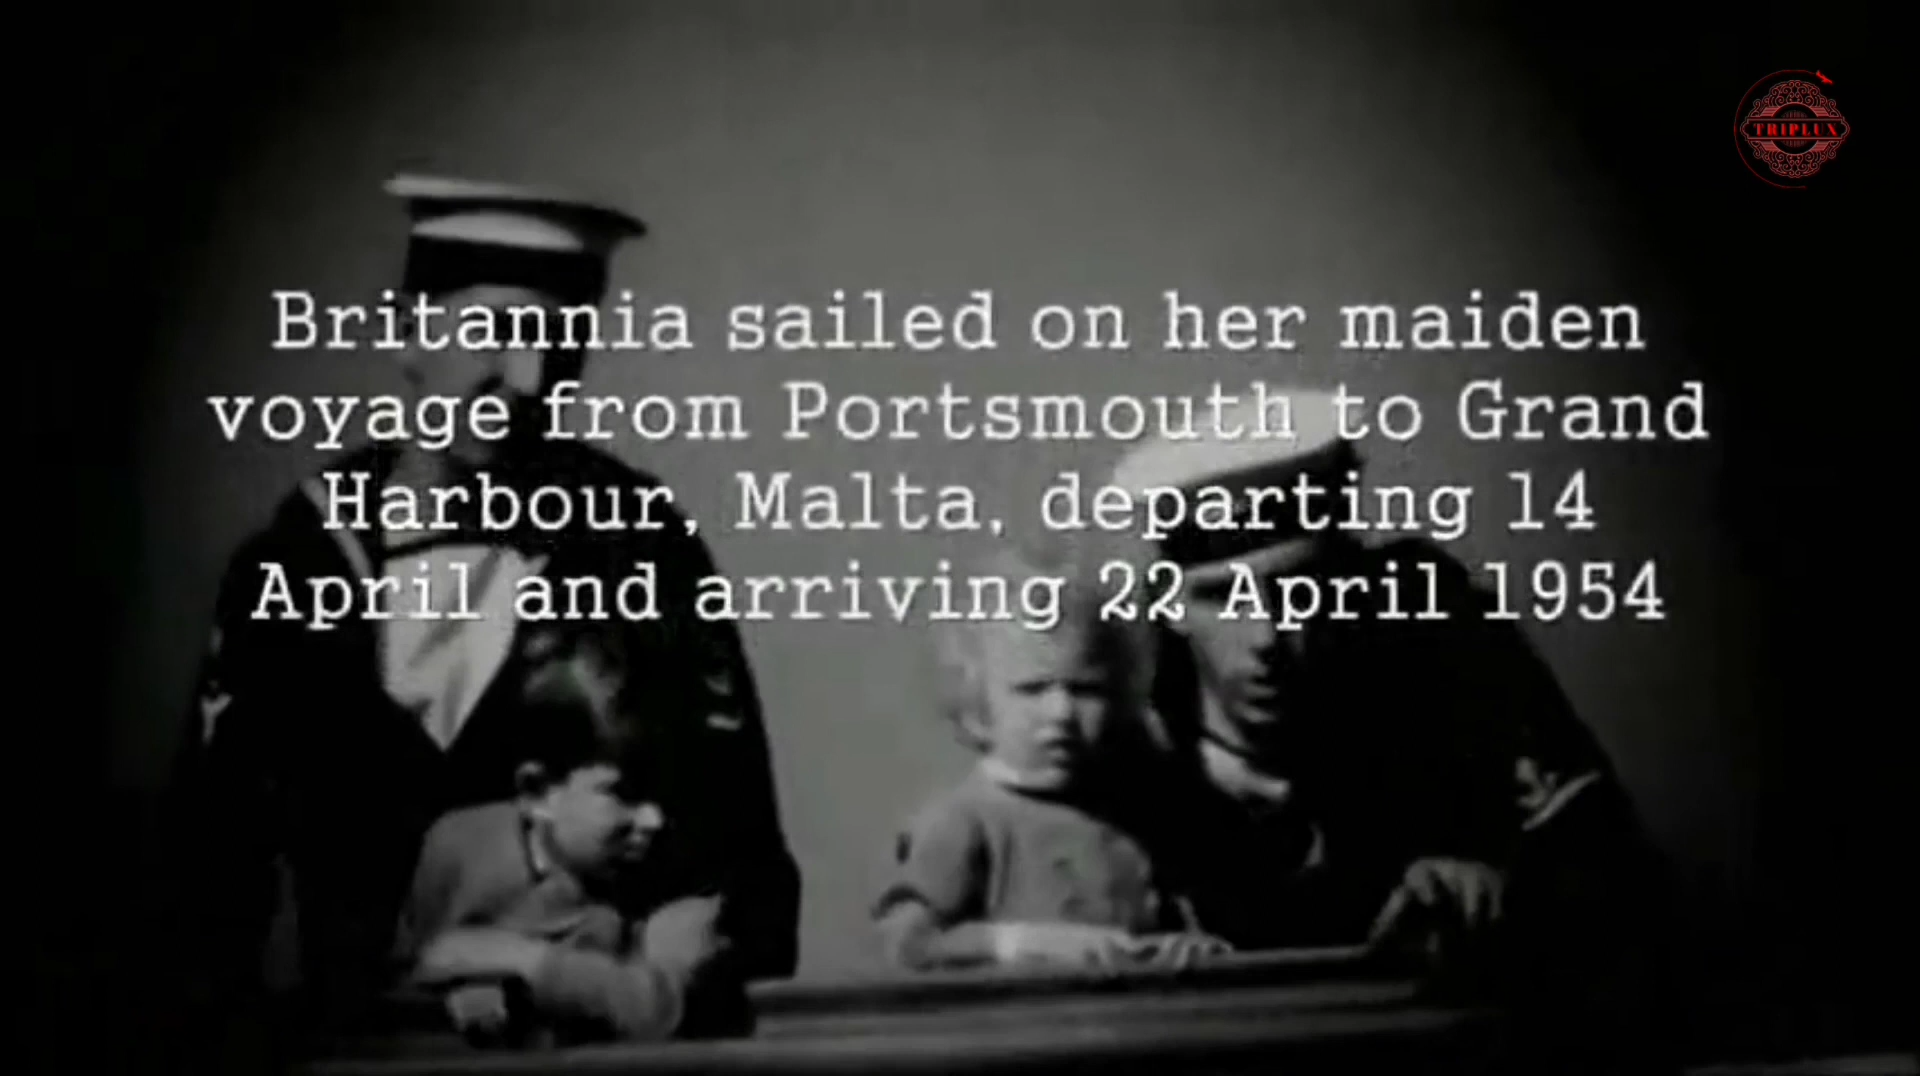 TRIPLUX
Britannia sailed on her maiden
voyage from Portsmouth to Grand
Harbour, Malta, departing 14
April and arriving 22 April 1954